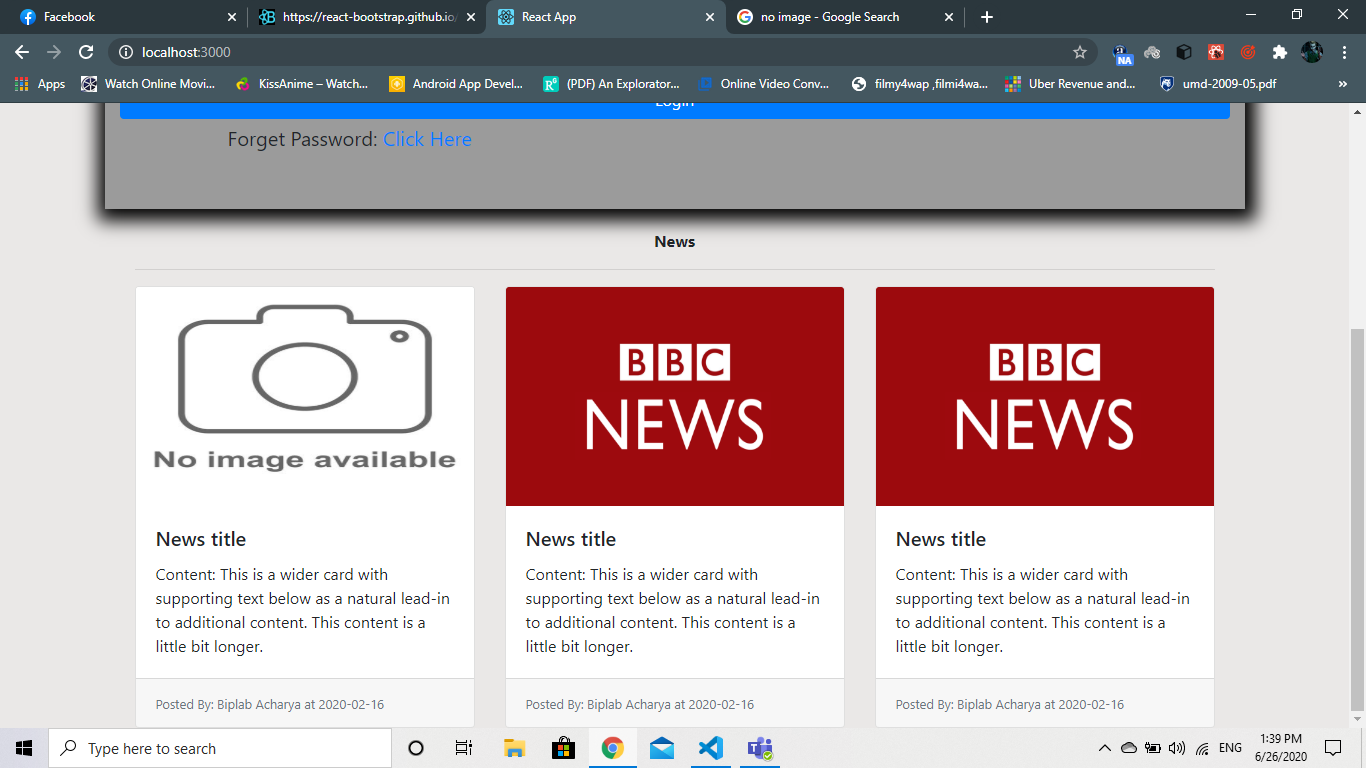 Facebook
https://react-bootstrap.github.io/
React App
no image - Google Search
localhost:3000
NA
Apps
Watch Online Movi...
KissAnime – Watch...
Android App Devel...
(PDF) An Explorator...
Online Video Conv...
filmy4wap ,filmi4wa...
Uber Revenue and...
umd-2009-05.pdf
»
Login
Forget Password: Click Here
News
No image available
BBC
NEWS
BBC
NEWS
News title
Content: This is a wider card with
supporting text below as a natural lead-in
to additional content. This content is a
little bit longer.
Posted By: Biplab Acharya at 2020-02-16
News title
Content: This is a wider card with
supporting text below as a natural lead-in
to additional content. This content is a
little bit longer.
Posted By: Biplab Acharya at 2020-02-16
News title
Content: This is a wider card with
supporting text below as a natural lead-in
to additional content. This content is a
little bit longer.
Posted By: Biplab Acharya at 2020-02-16
Type here to search
ENG
1:39 PM
6/26/2020